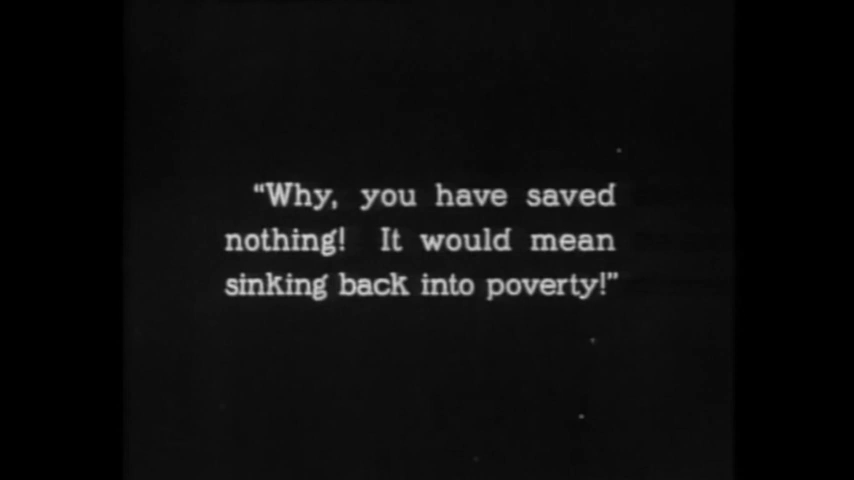 “Why, you have saved
nothing! It would mean
sinking back into poverty!”